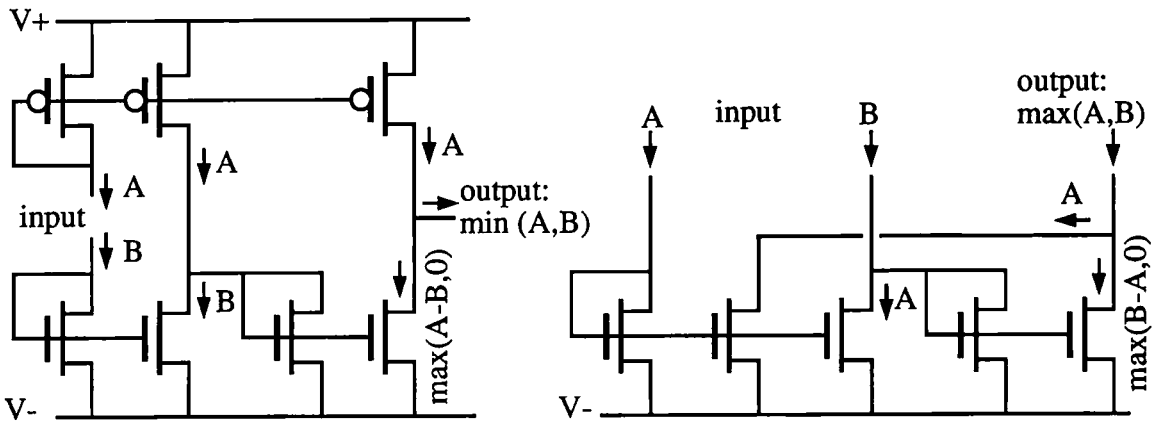 V+
A
A
A
input
B
B
output:
min (A,B)
max(A-B,0)
V-
A
input
B
output:
max(A,B)
A
A
max(B-A,0)
V-